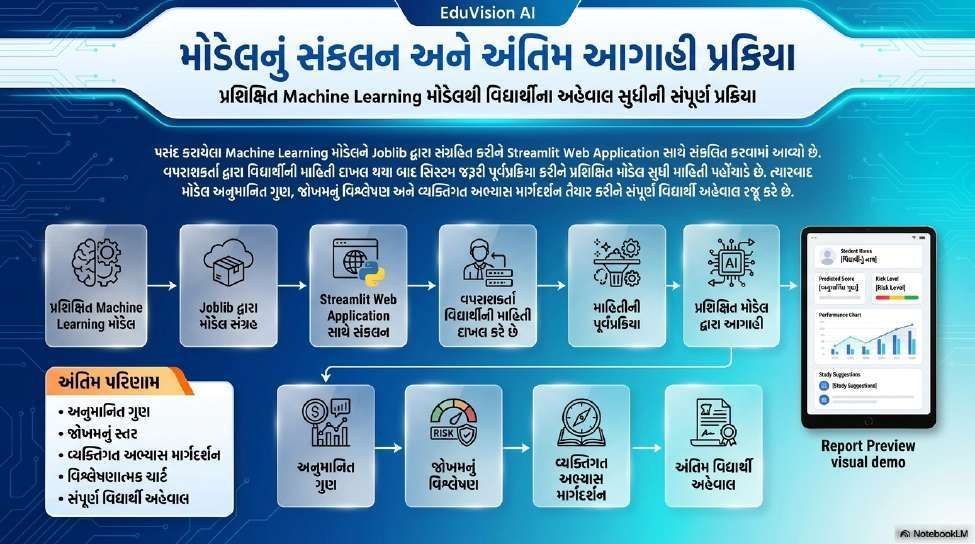 EduVision AI
મોડેલનું સંકલન અને અંતિમ આગાહી પ્રક્રિયા
પ્રશિક્ષિત Machine Learning મોડેલથી વિદ્યાર્થીના અહેવાલ સુધીની સંપૂર્ણ પ્રક્રિયા
પસંદ કરાયેલા Machine Learning મોડેલને Joblib દ્વારા સંગ્રહિત કરીને Streamlit Web Application સાથે સંકલિત કરવામાં આવ્યો છે.
વપરાશકર્તા દ્વારા વિદ્યાર્થીની માહિતી દાખલ થયા બાદ સિસ્ટમ જરૂરી પૂર્વપ્રક્રિયા કરીને પ્રશિક્ષિત મોડેલ સુધી માહિતી પહોંચાડે છે. ત્યારબાદ
મોડેલ અનુમાનિત ગુણ, જોખમનું વિશ્લેષણ અને વ્યક્તિગત અભ્યાસ માર્ગદર્શન તૈયાર કરીને સંપૂર્ણ વિદ્યાર્થી અહેવાલ રજૂ કરે છે.
પ્રશિક્ષિત Machine
Learning મોડેલ
Joblib દ્વારા
મોડેલ સંગ્રહ
Streamlit Web
Application
સાથે સંકલન
વપરાશકર્તા
વિદ્યાર્થીની માહિતી
દાખલ કરે છે
માહિતીની
પૂર્વપ્રક્રિયા
AI
પ્રશિક્ષિત મોડેલ
દ્વારા આગાહી
Student Name
Predicted Score
Risk Level
[Risk Level]
Performance Chart
Study Suggestions
[Study Suggestions]
Report Preview
visual demo
અંતિમ પરિણામ
• અનુમાનિત ગુણ
• જોખમનું સ્તર
• વ્યક્તિગત અભ્યાસ માર્ગદર્શન
• વિશ્લેષણાત્મક ચાર્ટ
• સંપૂર્ણ વિદ્યાર્થી અહેવાલ
અનુમાનિત
ગુણ
RISK
જોખમનું
વિશ્લેષણ
વ્યક્તિગત
અભ્યાસ
માર્ગદર્શન
અંતિમ વિદ્યાર્થી
અહેવાલ
NotebookLM